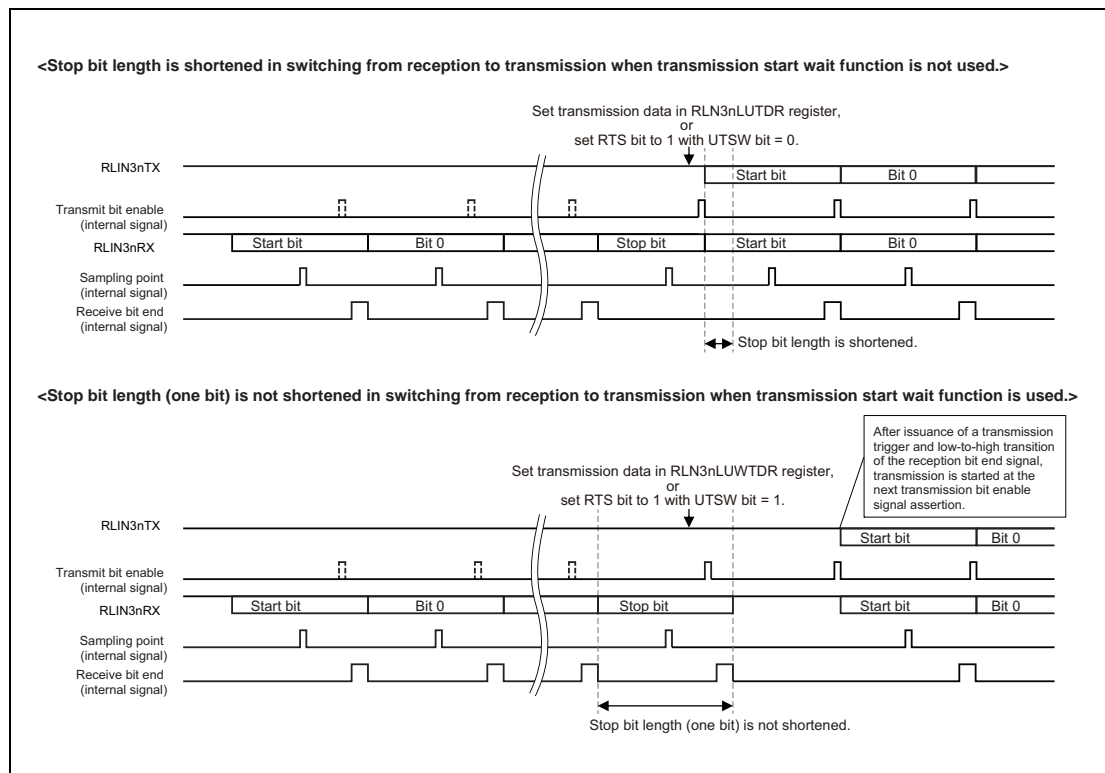 <Stop bit length is shortened in switching from reception to transmission when transmission start wait function is not used.>
Set transmission data in RLN3nLUTDR register,
or
set RTS bit to 1 with UTSW bit = 0.
RLIN3nTX
Start bit
Bit 0
Transmit bit enable
(internal signal)
RLIN3nRX
Start bit
Bit 0
Stop bit
Start bit
Bit 0
Sampling point
(internal signal)
Receive bit end
(internal signal)
Stop bit length is shortened.
<Stop bit length (one bit) is not shortened in switching from reception to transmission when transmission start wait function is used.>
After issuance of a transmission
trigger and low-to-high transition
of the reception bit end signal,
transmission is started at the
next transmission bit enable
signal assertion.
Set transmission data in RLN3nLUWTDR register,
or
set RTS bit to 1 with UTSW bit = 1.
RLIN3nTX
Start bit
Bit 0
Transmit bit enable
(internal signal)
RLIN3nRX
Start bit
Bit 0
Stop bit
Start bit
Bit 0
Sampling point
(internal signal)
Receive bit end
(internal signal)
Stop bit length (one bit) is not shortened.